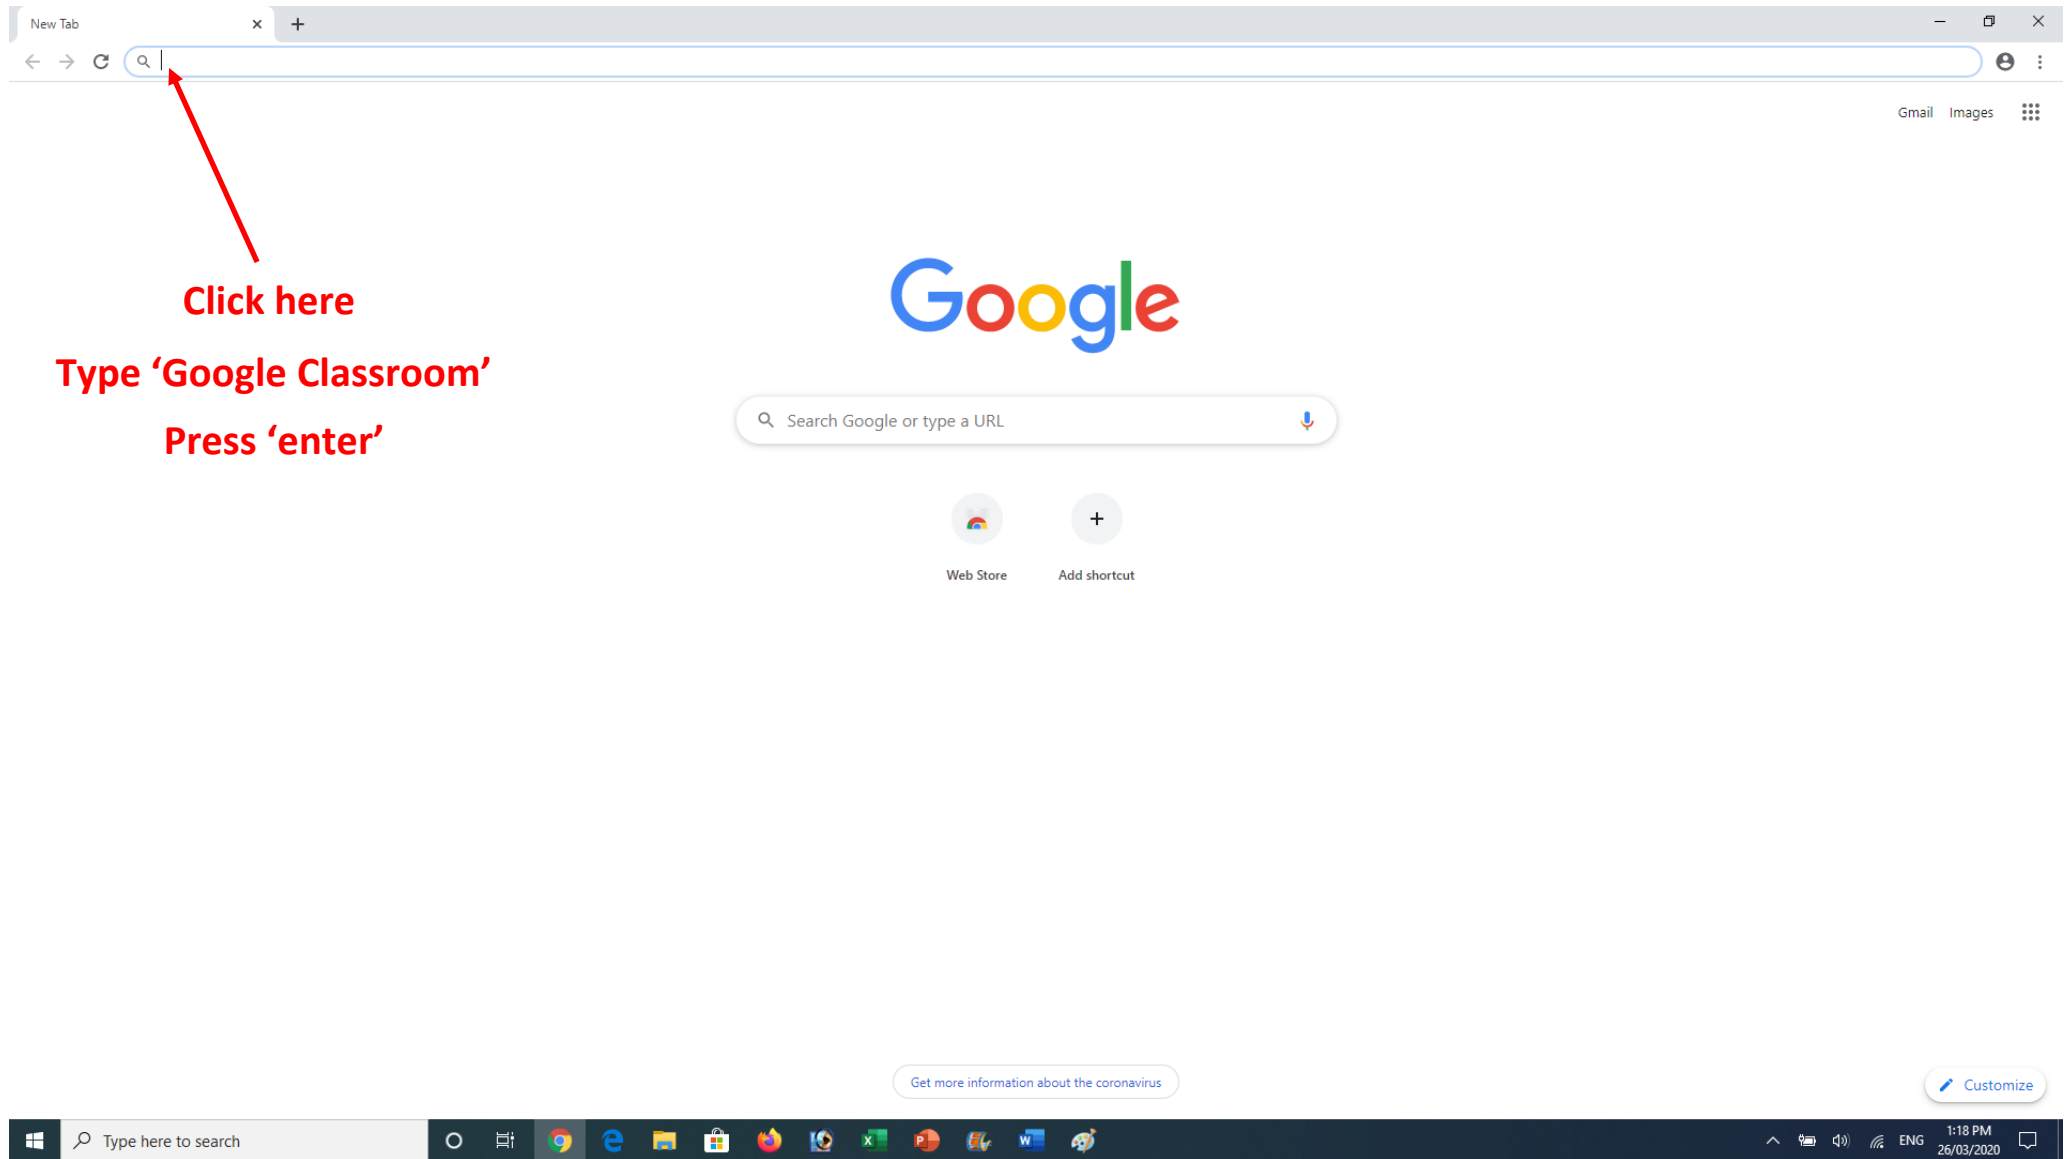 New Tab
Gmail Images
Click here
Type ‘Google Classroom’
Press ‘enter’
Google
Search Google or type a URL
Web Store Add shortcut
Get more information about the coronavirus
Customize
Type here to search
ENG
1:18 PM
26/03/2020